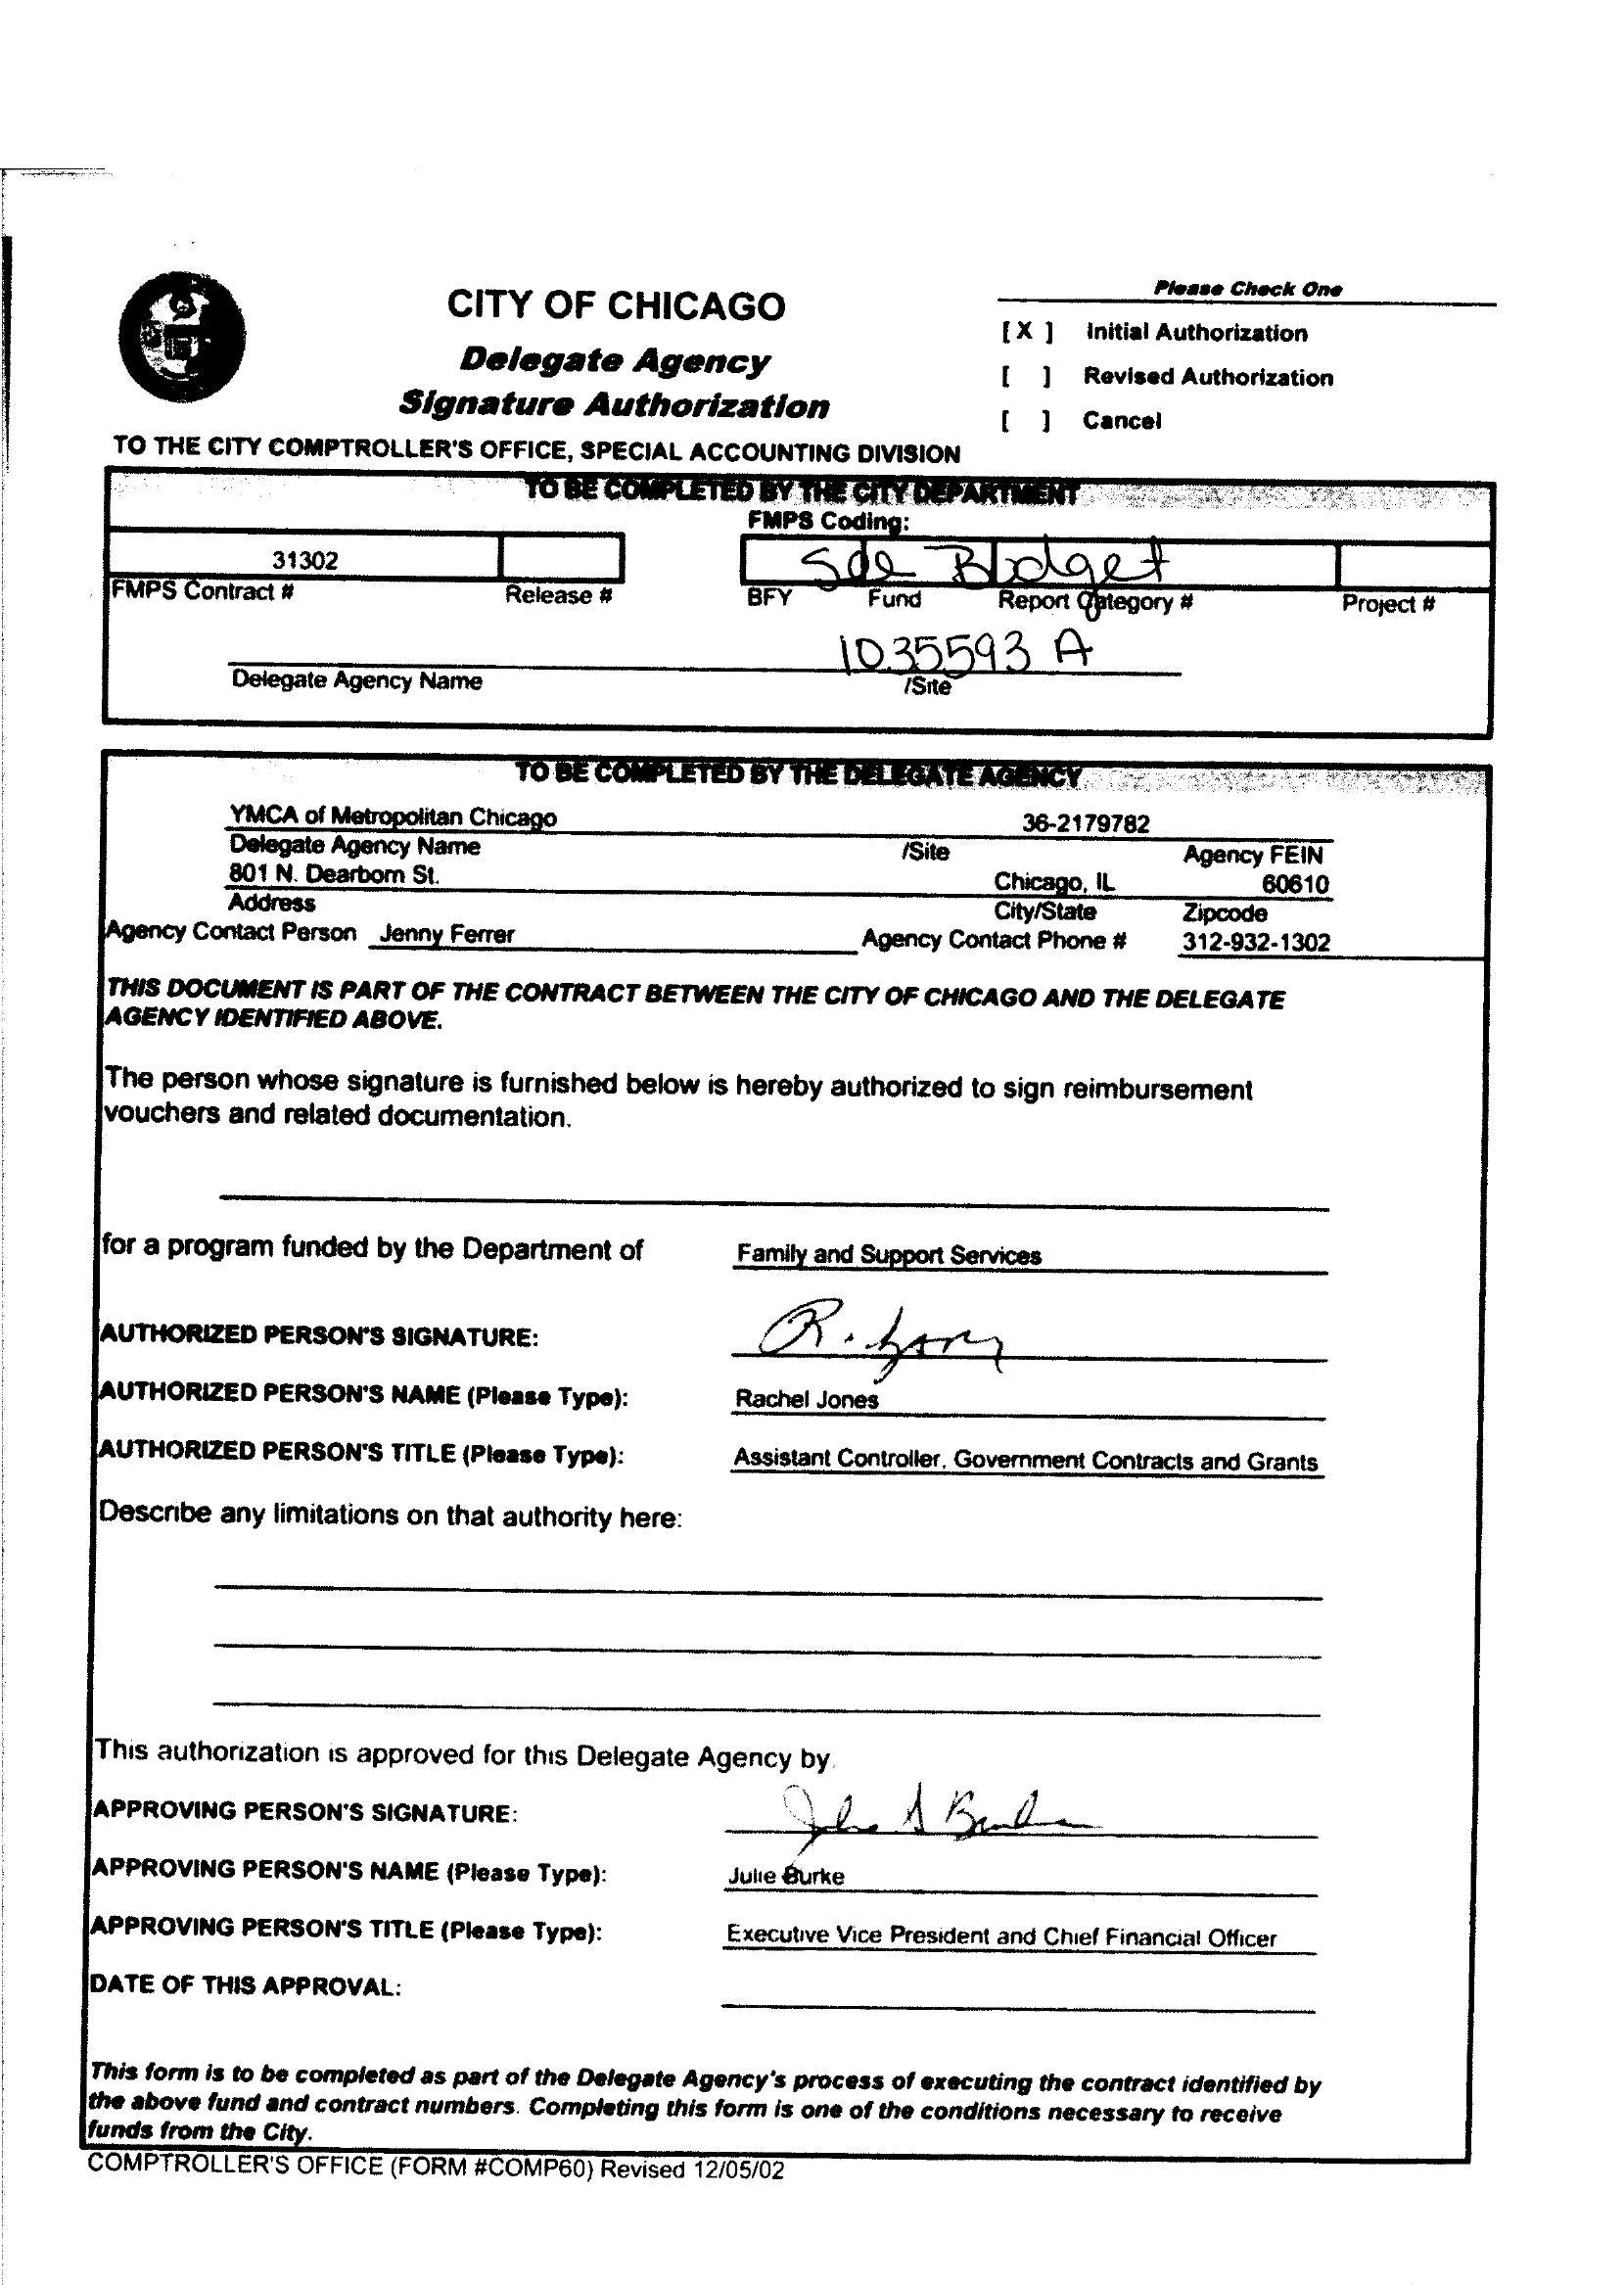 Please Check One
CITY OF CHICAGO
[ X ] Initial Authorization
Delegate Agency
[ ] Revised Authorization
Signature Authorization
[ ] Cancel
TO THE CITY COMPTROLLER'S OFFICE, SPECIAL ACCOUNTING DIVISION
TO BE COMPLETED BY THE CITY DEPARTMENT
FMPS Coding:
31302 See Budget
FMPS Contract # Release # BFY Fund Report Category # Project #
1035593 A
Delegate Agency Name /Site
TO BE COMPLETED BY THE DELEGATE AGENCY
YMCA of Metropolitan Chicago 36-2179782
Delegate Agency Name /Site Agency FEIN
801 N. Dearborn St. Chicago, IL 60610
Address City/State Zipcode
Agency Contact Person Jenny Ferrer Agency Contact Phone # 312-932-1302
THIS DOCUMENT IS PART OF THE CONTRACT BETWEEN THE CITY OF CHICAGO AND THE DELEGATE
AGENCY IDENTIFIED ABOVE.
The person whose signature is furnished below is hereby authorized to sign reimbursement
vouchers and related documentation.
for a program funded by the Department of Family and Support Services
AUTHORIZED PERSON'S SIGNATURE:
AUTHORIZED PERSON'S NAME (Please Type): Rachel Jones
AUTHORIZED PERSON'S TITLE (Please Type): Assistant Controller, Government Contracts and Grants
Describe any limitations on that authority here:
This authorization is approved for this Delegate Agency by
APPROVING PERSON'S SIGNATURE:
APPROVING PERSON'S NAME (Please Type): Julie Burke
APPROVING PERSON'S TITLE (Please Type): Executive Vice President and Chief Financial Officer
DATE OF THIS APPROVAL:
This form is to be completed as part of the Delegate Agency's process of executing the contract identified by
the above fund and contract numbers. Completing this form is one of the conditions necessary to receive
funds from the City.
COMPTROLLER'S OFFICE (FORM #COMP60) Revised 12/05/02